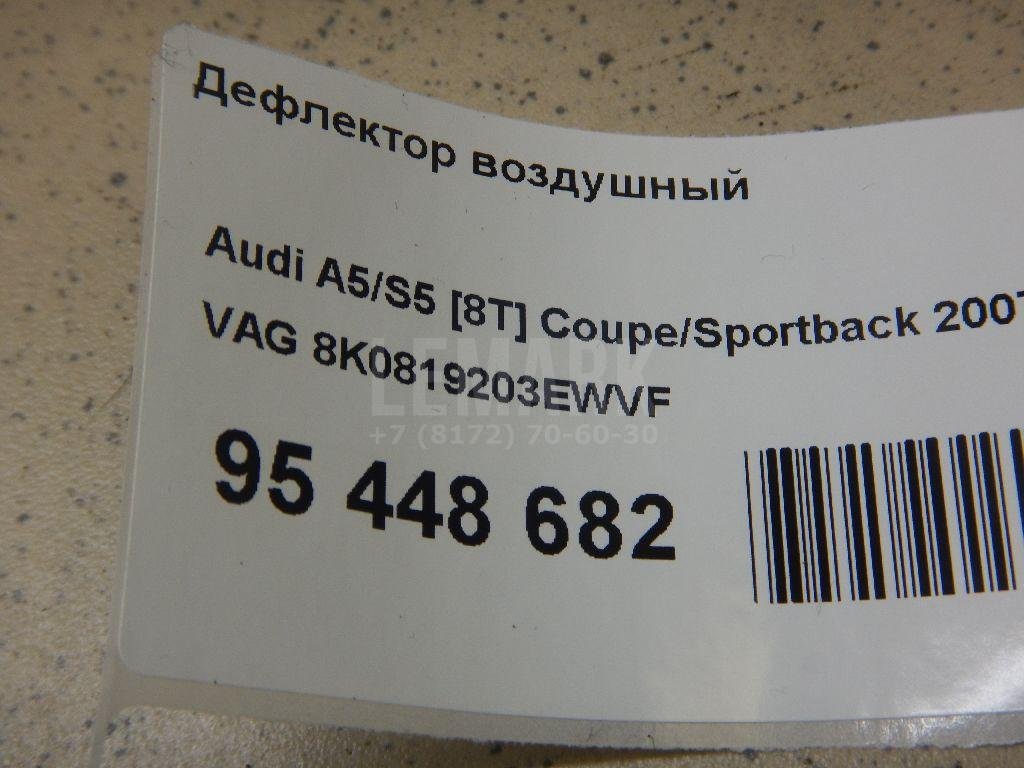 Дефлектор воздушный
Audi A5/S5 [8T] Coupe/Sportback 2007
VAG 8K0819203EWVF
LEMARK
+7 (8172) 70-60-30
95 448 682